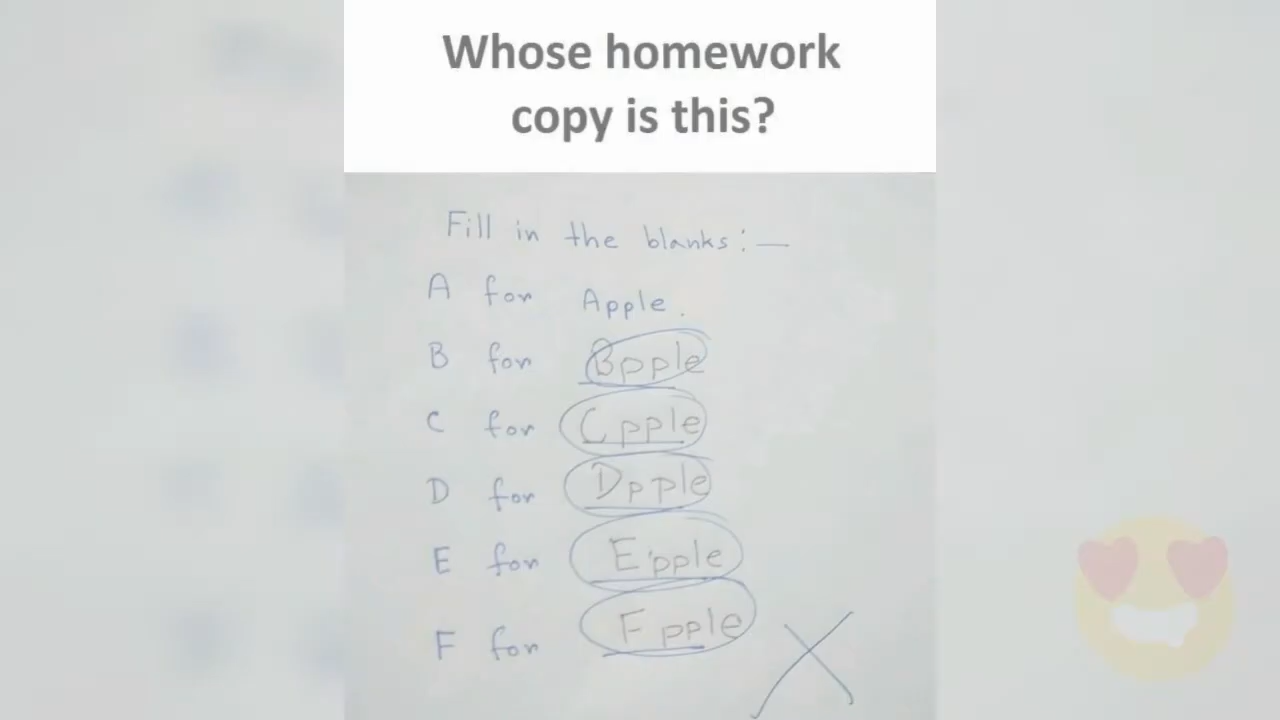 Whose homework
copy is this?
Fill in the blanks:—
A for Apple.
B for Bpple
C for Cpple
D for Dpple
E for Epple
F for Fpple